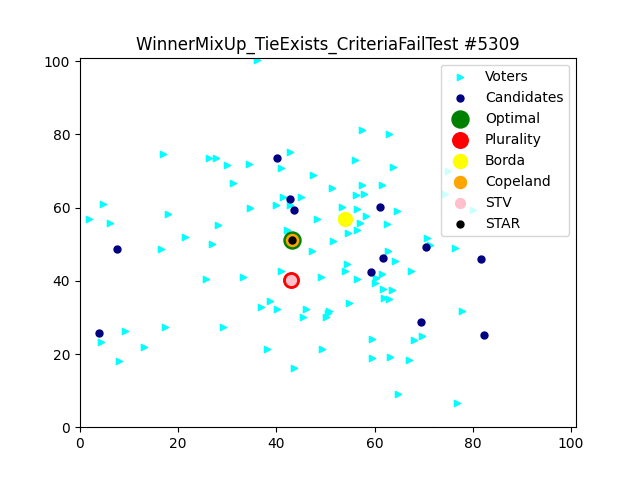 WinnerMixUp_TieExists_CriteriaFailTest #5309
Voters
Candidates
Optimal
Plurality
Borda
Copeland
STV
STAR
100
80
60
40
20
0
0 20 40 60 80 100